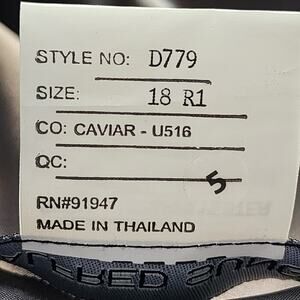 STYLE NO: D779
SIZE: 18 R1
CO: CAVIAR - U516
QC:
5
RN#91947
MADE IN THAILAND